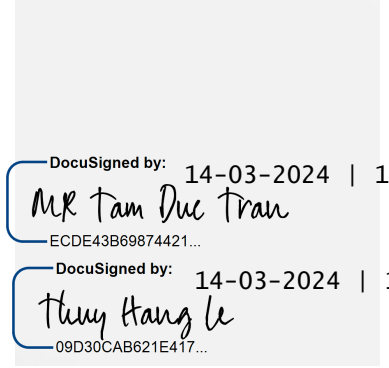 DocuSigned by:
14-03-2024 | 1
MR Tam Duc Tran
ECDE43B69874421...
DocuSigned by:
14-03-2024 |
Thuy Hang Le
09D30CAB621E417...